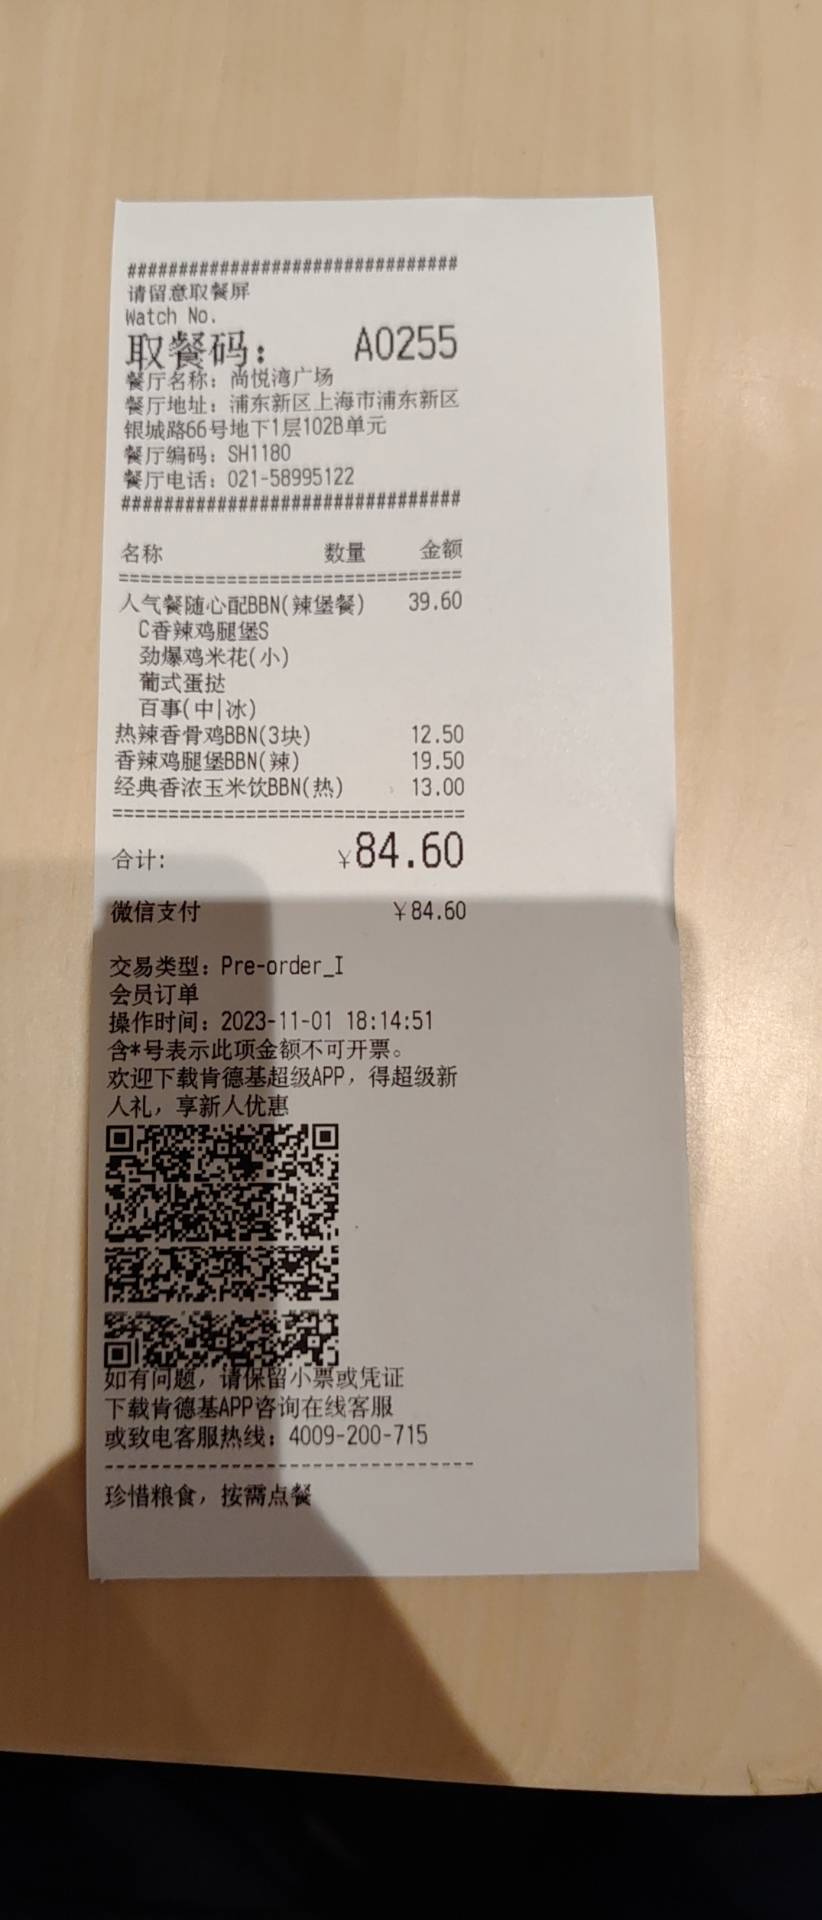 ################################
请留意取餐屏
Watch No.
取餐码: A0255
餐厅名称: 尚悦湾广场
餐厅地址: 浦东新区上海市浦东新区
银城路66号地下1层102B单元
餐厅编码: SH1180
餐厅电话: 021-58995122
################################
名称 数量 金额
================================
人气餐随心配BBN(辣堡餐) 39.60
C香辣鸡腿堡S
劲爆鸡米花(小)
葡式蛋挞
百事(中|冰)
热辣香骨鸡BBN(3块) 12.50
香辣鸡腿堡BBN(辣) 19.50
经典香浓玉米饮BBN(热) 13.00
================================
合计: ¥84.60
微信支付 ¥84.60
交易类型: Pre-order_I
会员订单
操作时间: 2023-11-01 18:14:51
含*号表示此项金额不可开票。
欢迎下载肯德基超级APP，得超级新
人礼，享新人优惠
如有问题，请保留小票或凭证
下载肯德基APP咨询在线客服
或致电客服热线: 4009-200-715
--------------------------------
珍惜粮食，按需点餐